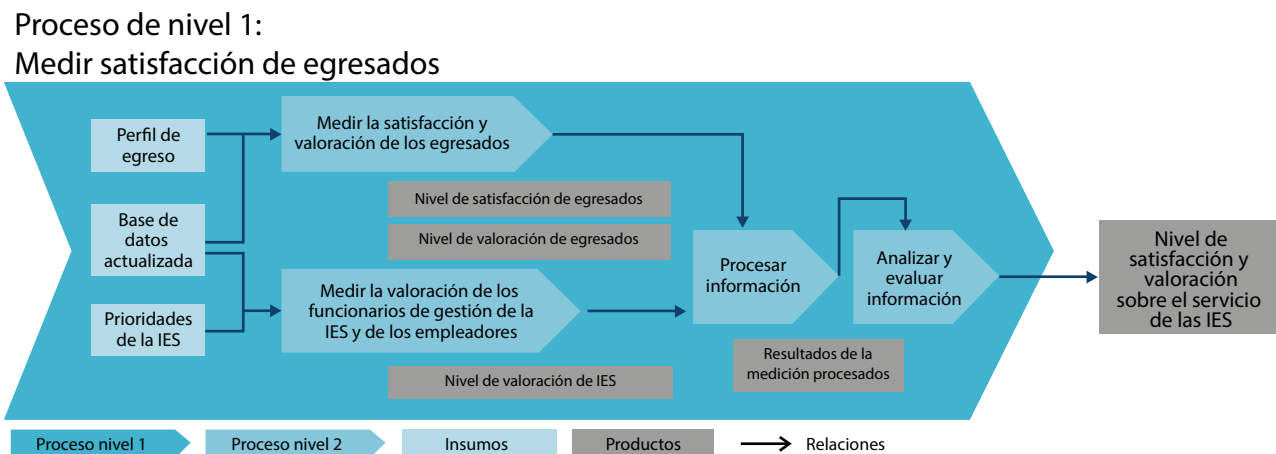 Proceso de nivel 1:
Medir satisfacción de egresados
Perfil de
egreso
Base de
datos
actualizada
Prioridades
de la IES
Medir la satisfacción y
valoración de los egresados
Nivel de satisfacción de egresados
Nivel de valoración de egresados
Medir la valoración de los
funcionarios de gestión de la
IES y de los empleadores
Nivel de valoración de IES
Procesar
información
Resultados de la
medición procesados
Analizar y
evaluar
información
Nivel de
satisfacción y
valoración
sobre el servicio
de las IES
Proceso nivel 1
Proceso nivel 2
Insumos
Productos
Relaciones